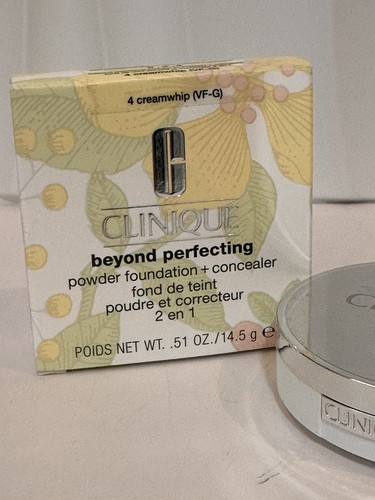 4 creamwhip (VF-G)
CLINIQUE
beyond perfecting
powder foundation + concealer
fond de teint
poudre et correcteur
2 en 1
POIDS NET WT. .51 OZ./14.5 g ℮